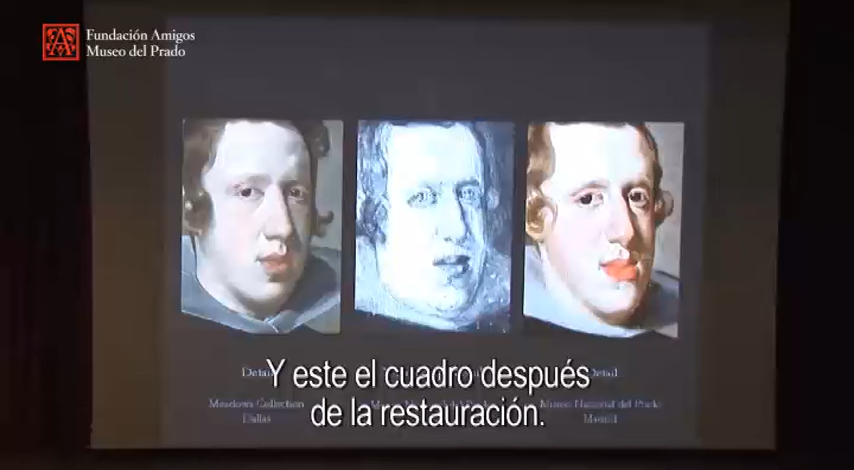 Fundación Amigos
Museo del Prado
Detail
Detail
Y este el cuadro después
de la restauración.
Meadows Collection
Dallas
Museo Nacional del Prado
Madrid